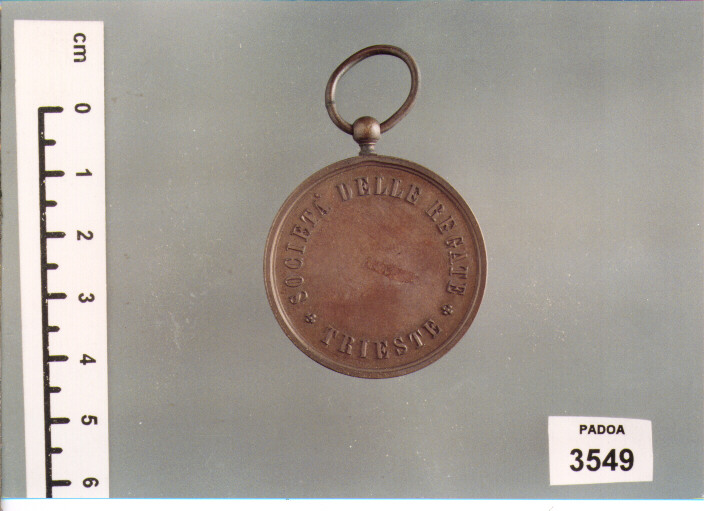 cm
0
1
2
3
4
5
6
SOCIETÀ DELLE REGATE
TRIESTE
PADOA
3549